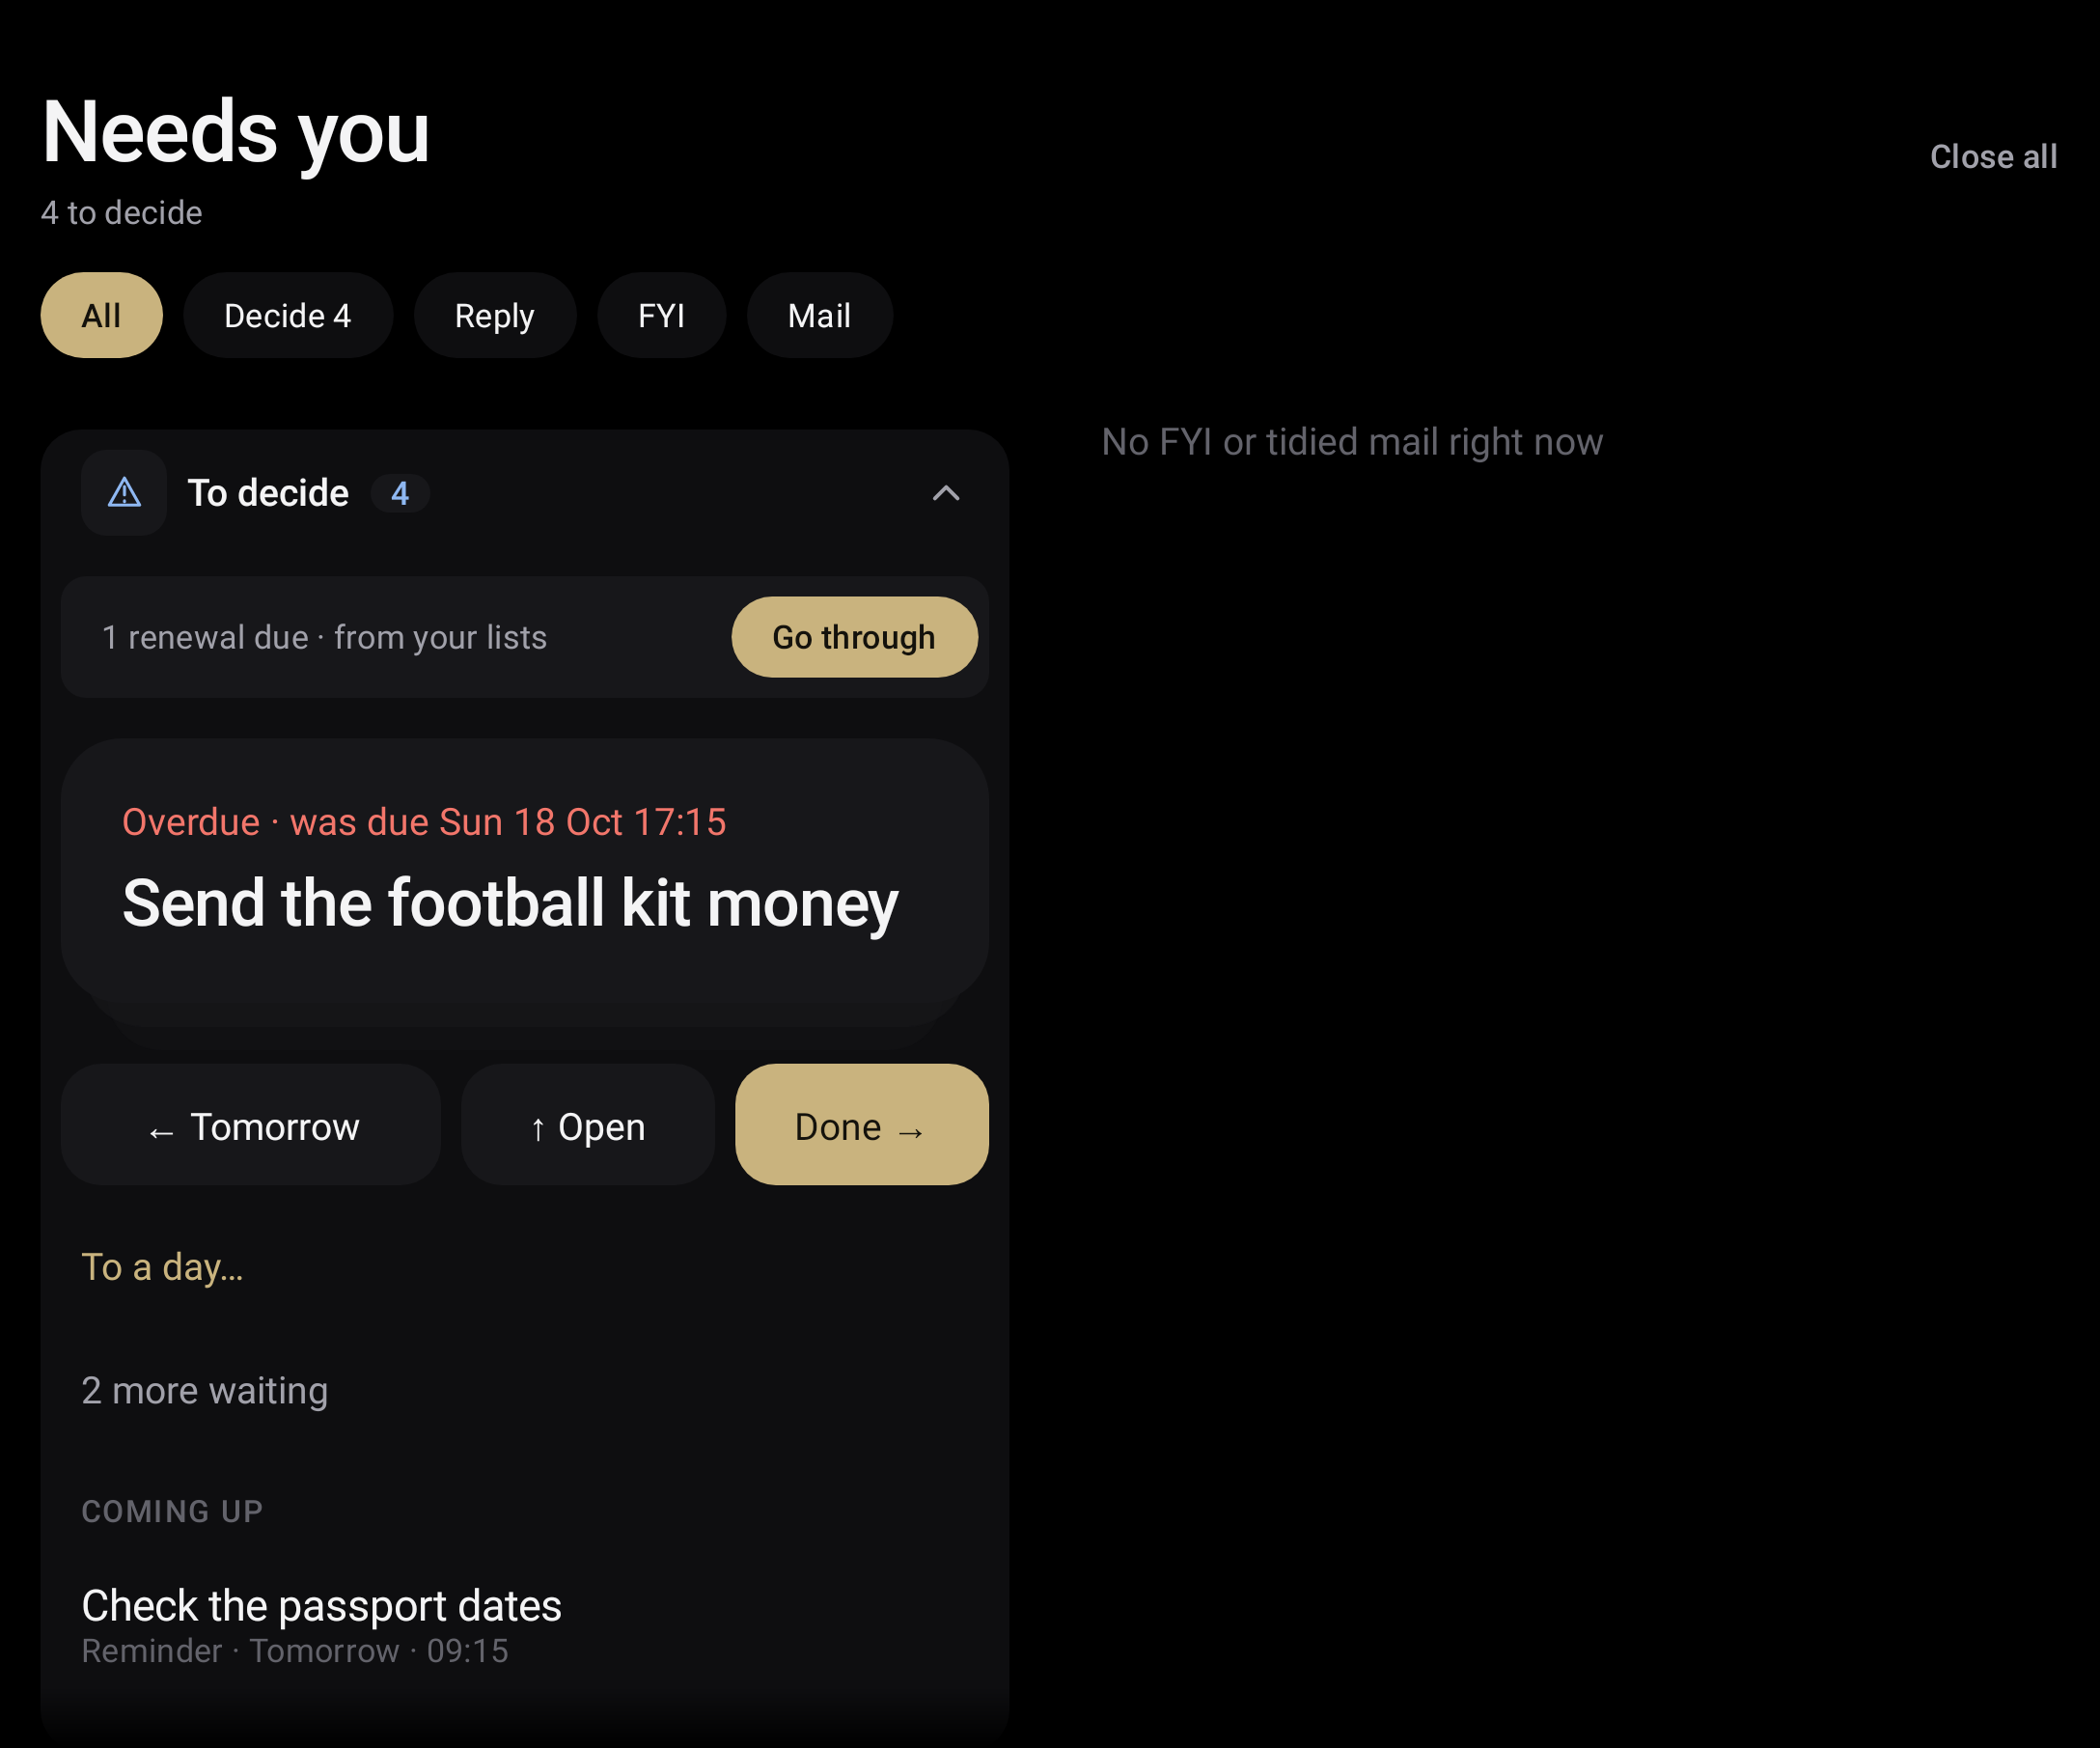 Needs you
Close all
4 to decide
All
Decide 4
Reply
FYI
Mail
No FYI or tidied mail right now
To decide 4
1 renewal due · from your lists
Go through
Overdue · was due Sun 18 Oct 17:15
Send the football kit money
← Tomorrow
↑ Open
Done →
To a day…
2 more waiting
COMING UP
Check the passport dates
Reminder · Tomorrow · 09:15